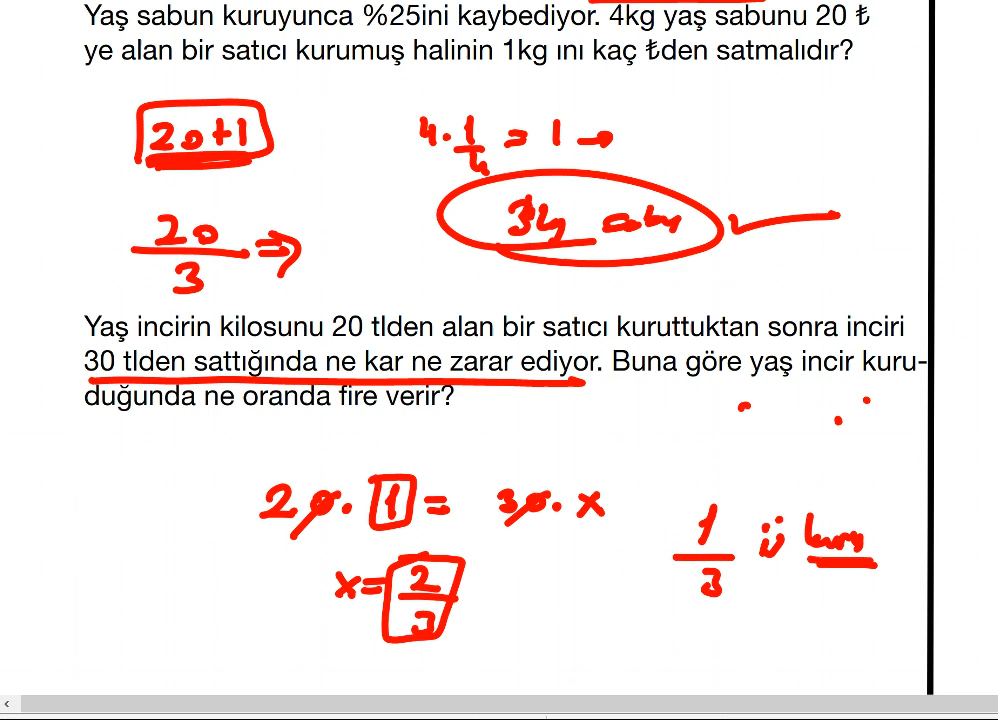 Yaş sabun kuruyunca %25ini kaybediyor. 4kg yaş sabunu 20 ₺
ye alan bir satıcı kurumuş halinin 1kg ını kaç ₺den satmalıdır?
20+1
4. 1/4 = 1 →
3kg
20/3 ⇒
Yaş incirin kilosunu 20 tlden alan bir satıcı kuruttuktan sonra inciri
30 tlden sattığında ne kar ne zarar ediyor. Buna göre yaş incir kuru-
duğunda ne oranda fire verir?
20. 1 = 30. x
x = 2/3
1/3 ü